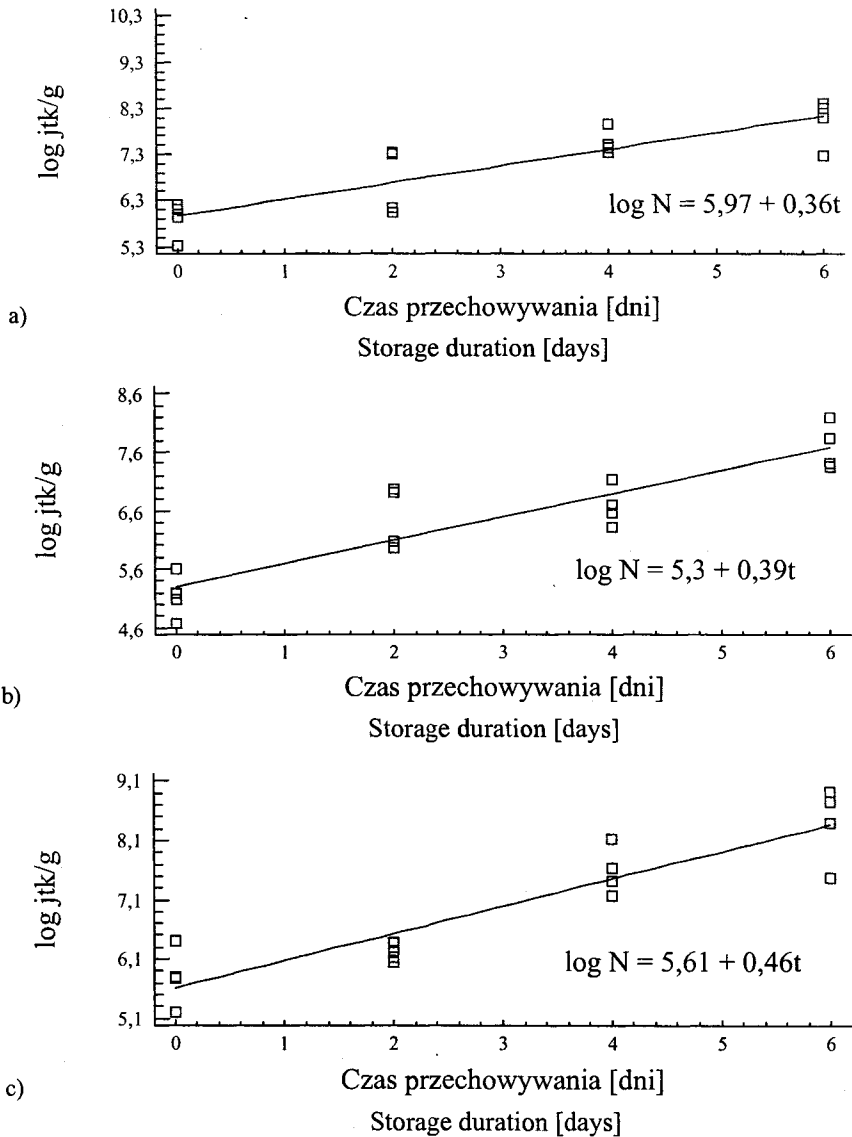 10,3
9,3
8,3
7,3
6,3
5,3
log jtk/g
log N = 5,97 + 0,36t
0 1 2 3 4 5 6
Czas przechowywania [dni]
a)
Storage duration [days]
8,6
7,6
6,6
5,6
4,6
log jtk/g
log N = 5,3 + 0,39t
0 1 2 3 4 5 6
Czas przechowywania [dni]
b)
Storage duration [days]
9,1
8,1
7,1
6,1
5,1
log jtk/g
log N = 5,61 + 0,46t
0 1 2 3 4 5 6
Czas przechowywania [dni]
c)
Storage duration [days]